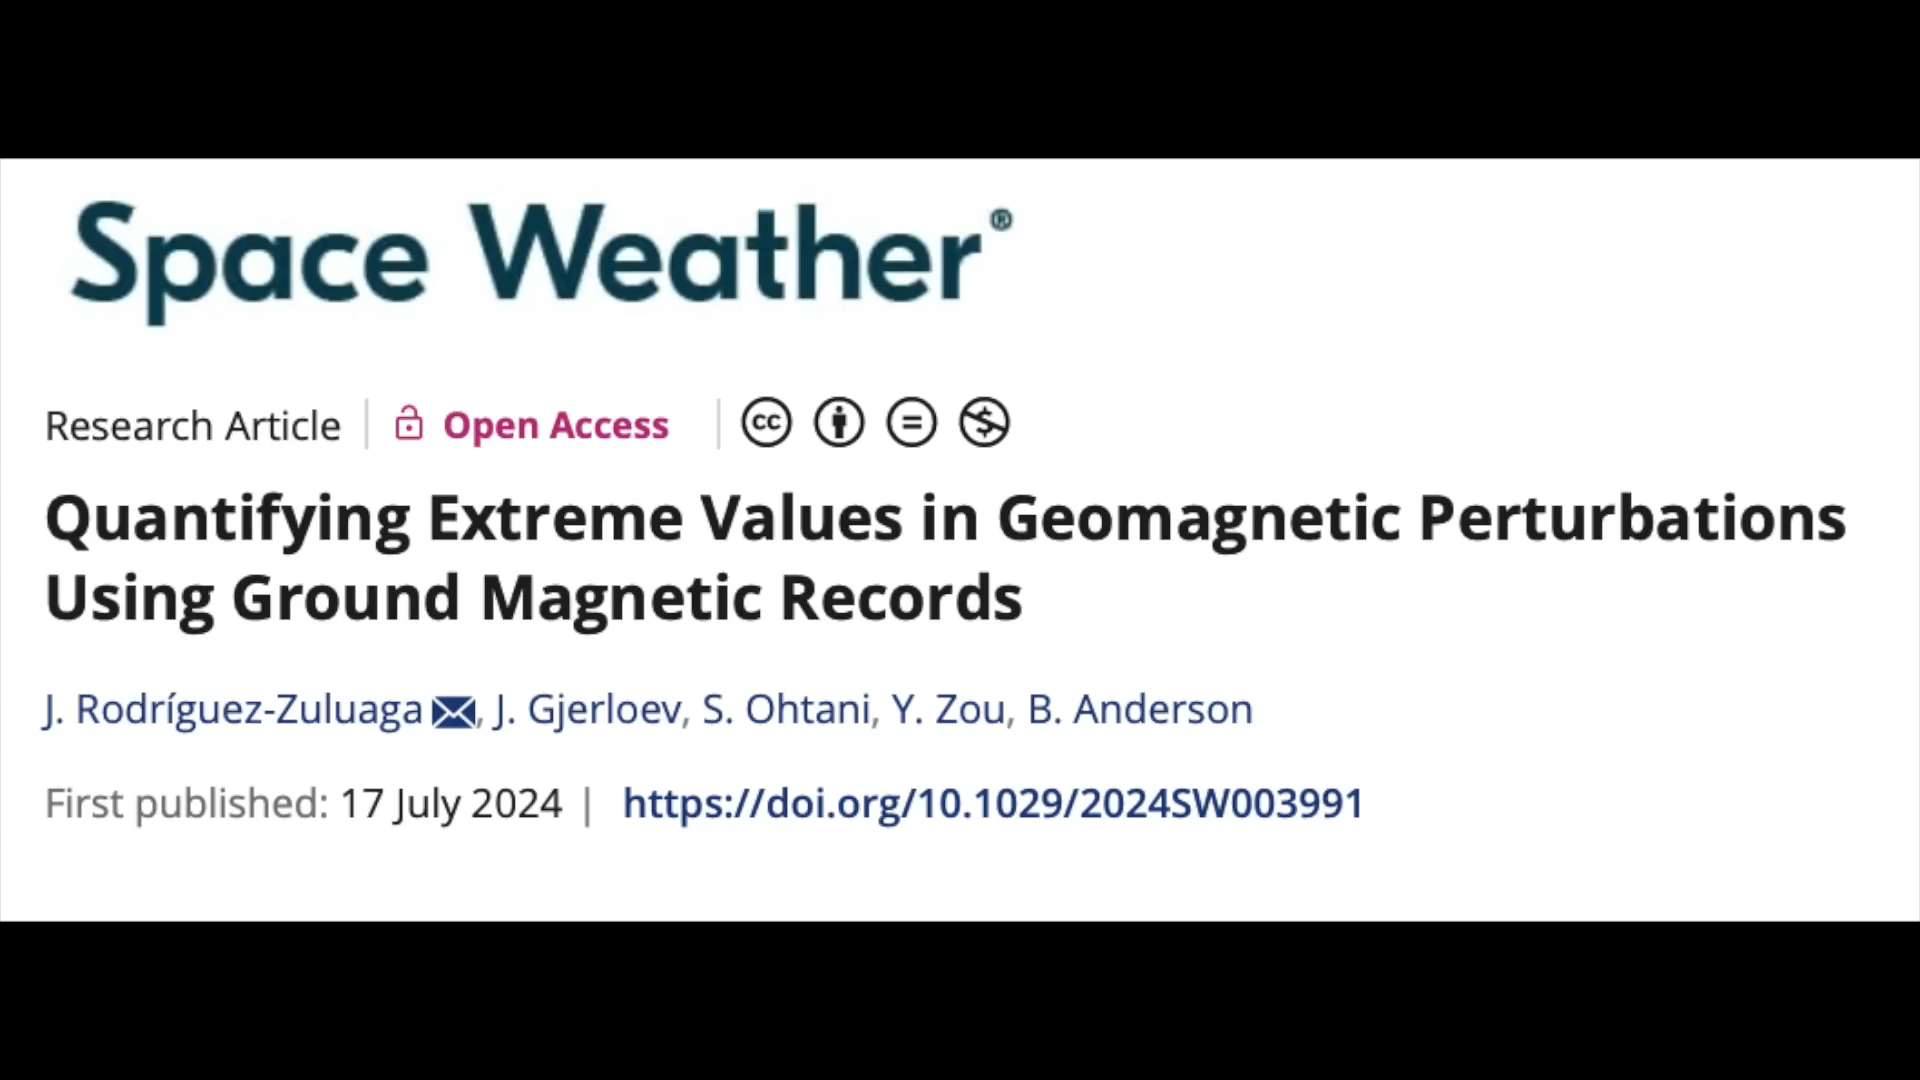 Space Weather®
Research Article | Open Access |
Quantifying Extreme Values in Geomagnetic Perturbations
Using Ground Magnetic Records
J. Rodríguez-Zuluaga, J. Gjerloev, S. Ohtani, Y. Zou, B. Anderson
First published: 17 July 2024 | https://doi.org/10.1029/2024SW003991